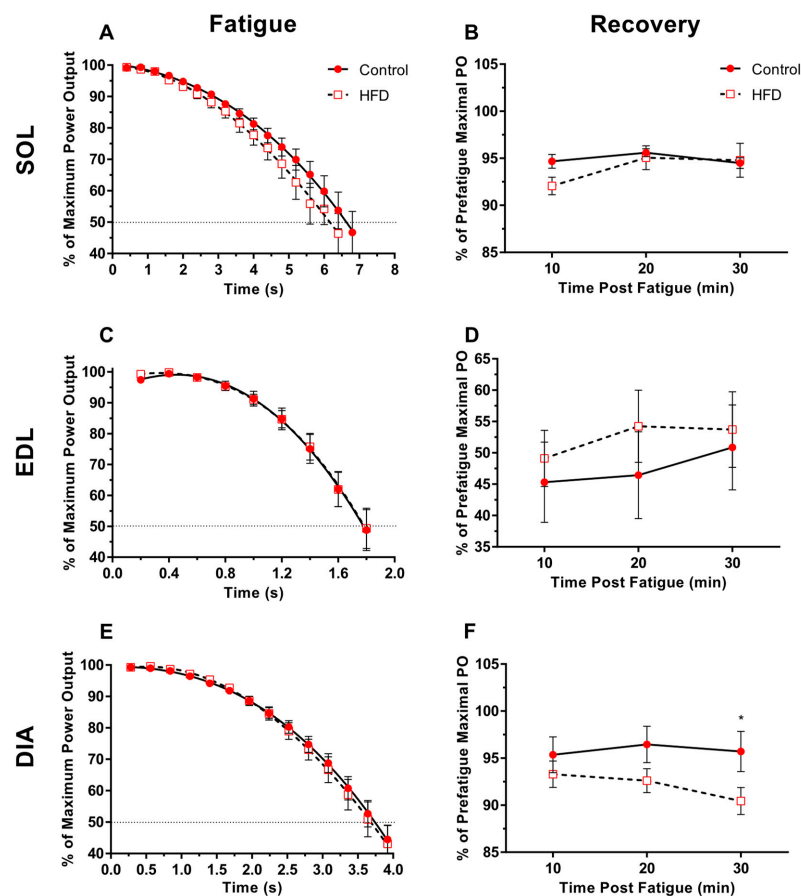 Fatigue
Recovery
SOL
A
Control
HFD
% of Maximum Power Output
100
90
80
70
60
50
40
0 1 2 3 4 5 6 7 8
Time (s)
B
Control
HFD
% of Prefatigue Maximal PO
105
100
95
90
85
10 20 30
Time Post Fatigue (min)
EDL
C
% of Maximum Power Output
100
90
80
70
60
50
40
0.0 0.4 0.8 1.2 1.6 2.0
Time (s)
D
% of Prefatigue Maximal PO
65
60
55
50
45
40
35
10 20 30
Time Post Fatigue (min)
DIA
E
% of Maximum Power Output
100
90
80
70
60
50
40
0.0 0.5 1.0 1.5 2.0 2.5 3.0 3.5 4.0
Time (s)
F
% of Prefatigue Maximal PO
105
100
95
90
85
*
10 20 30
Time Post Fatigue (min)